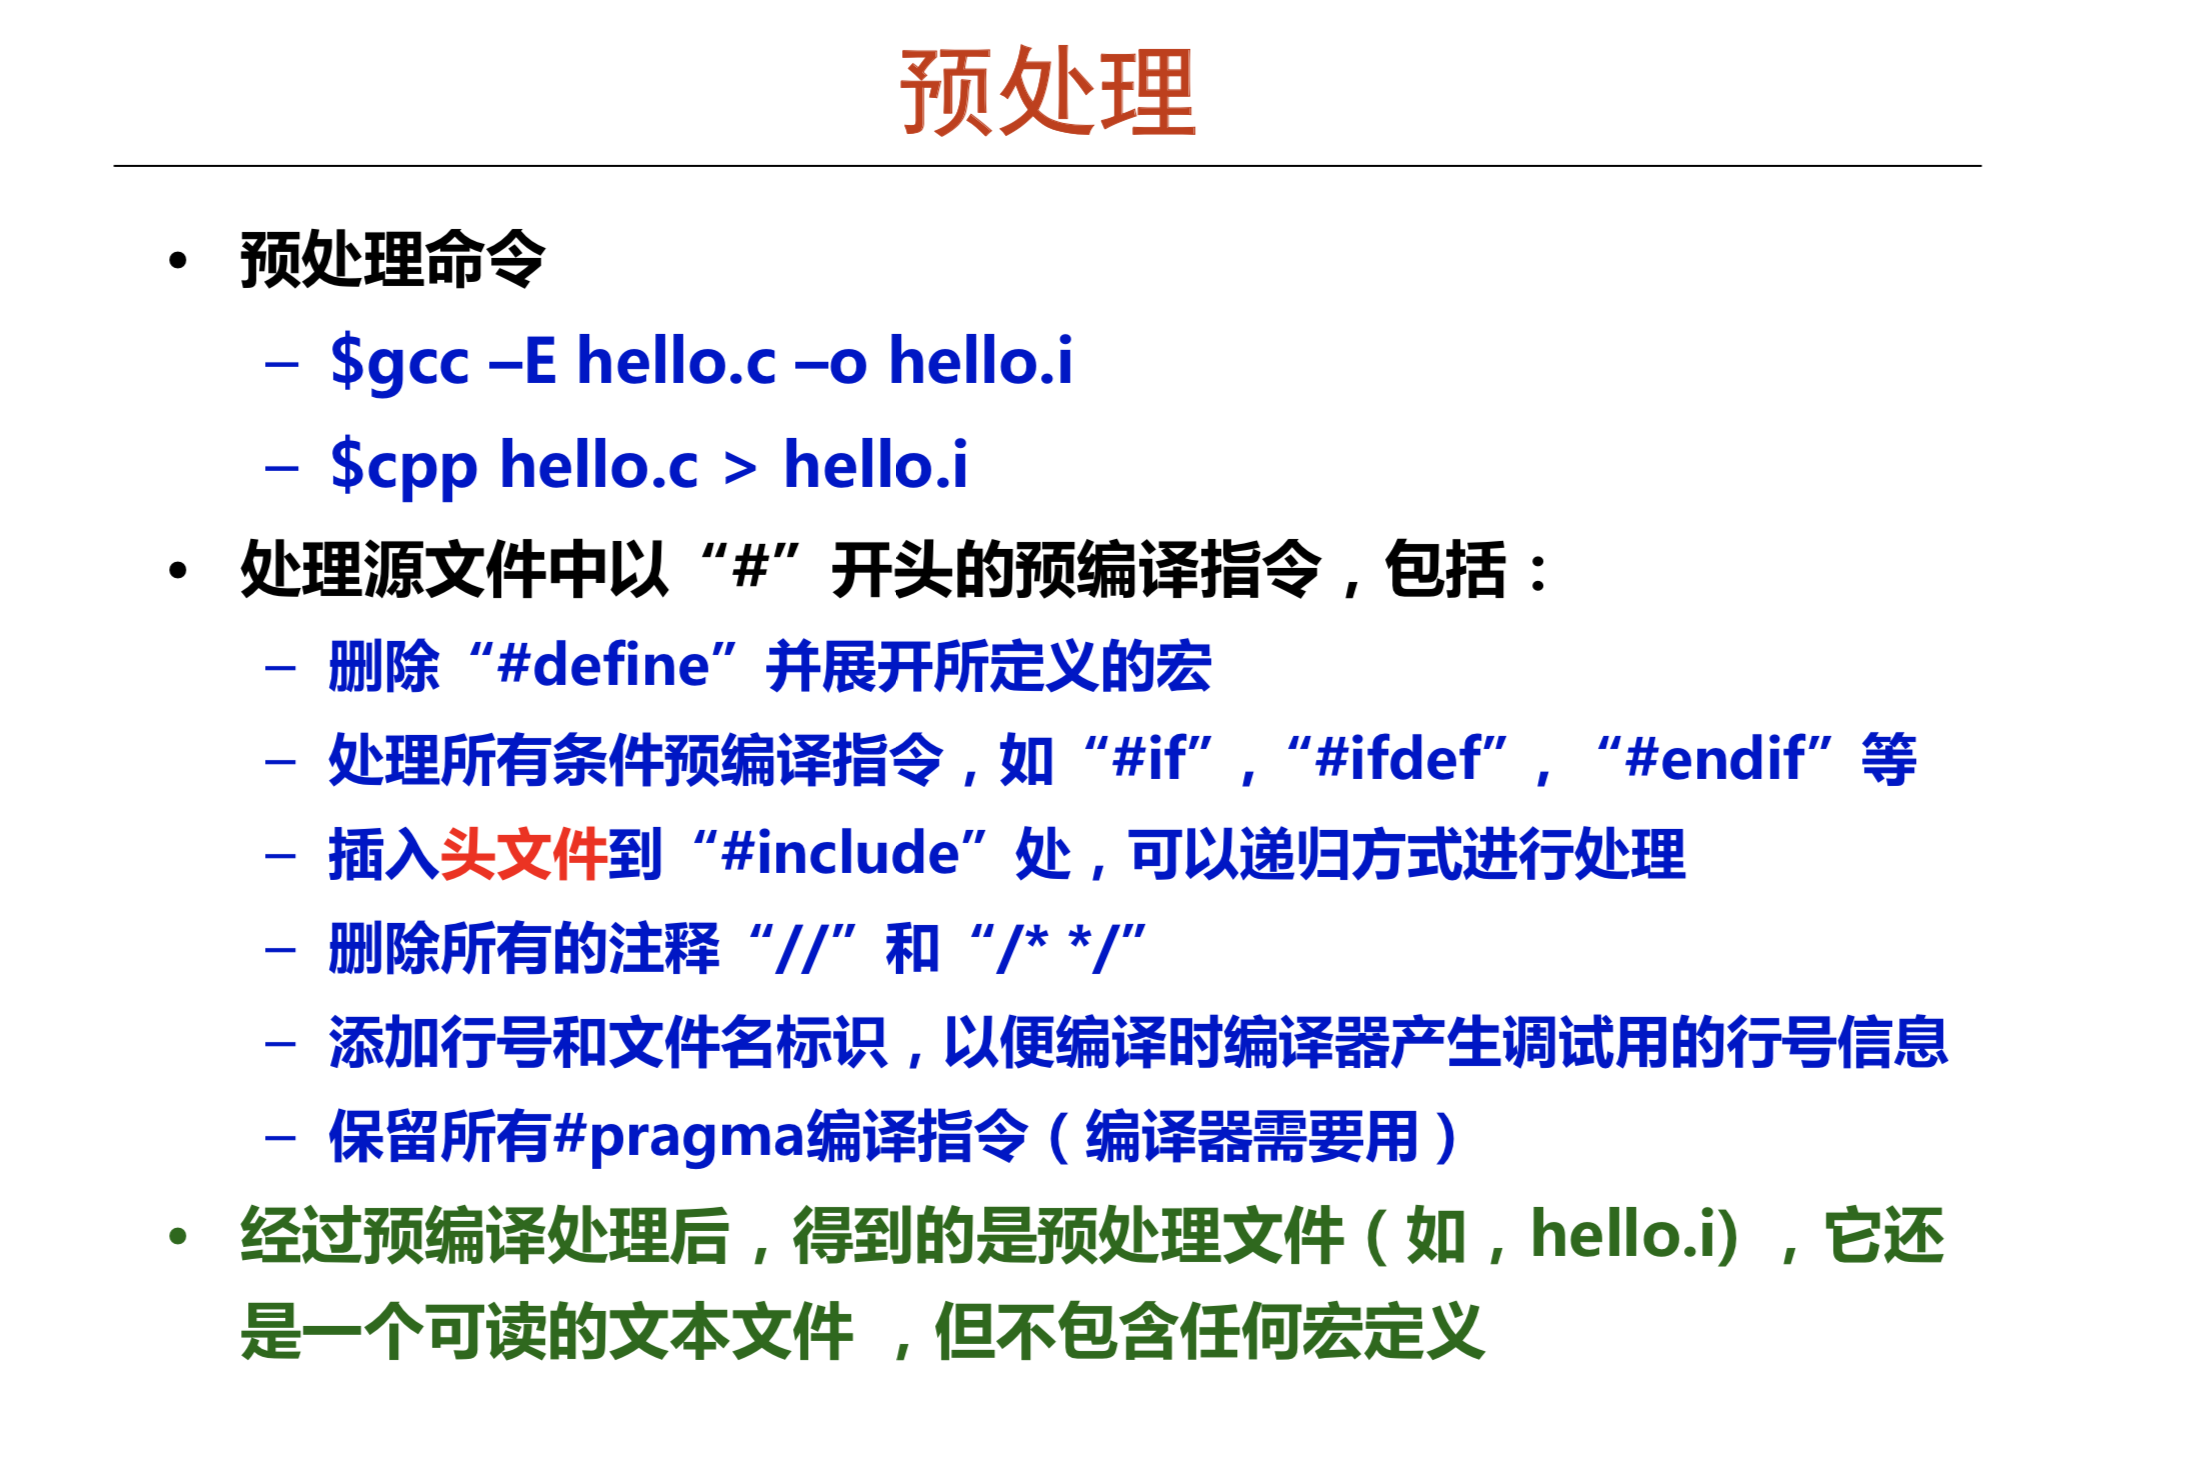 预处理
• 预处理命令
– $gcc –E hello.c –o hello.i
– $cpp hello.c > hello.i
• 处理源文件中以“#”开头的预编译指令，包括：
– 删除“#define”并展开所定义的宏
– 处理所有条件预编译指令，如“#if”，“#ifdef”，“#endif”等
– 插入头文件到“#include”处，可以递归方式进行处理
– 删除所有的注释“//”和“/* */”
– 添加行号和文件名标识，以便编译时编译器产生调试用的行号信息
– 保留所有#pragma编译指令（编译器需要用）
• 经过预编译处理后，得到的是预处理文件（如，hello.i），它还
是一个可读的文本文件 ，但不包含任何宏定义